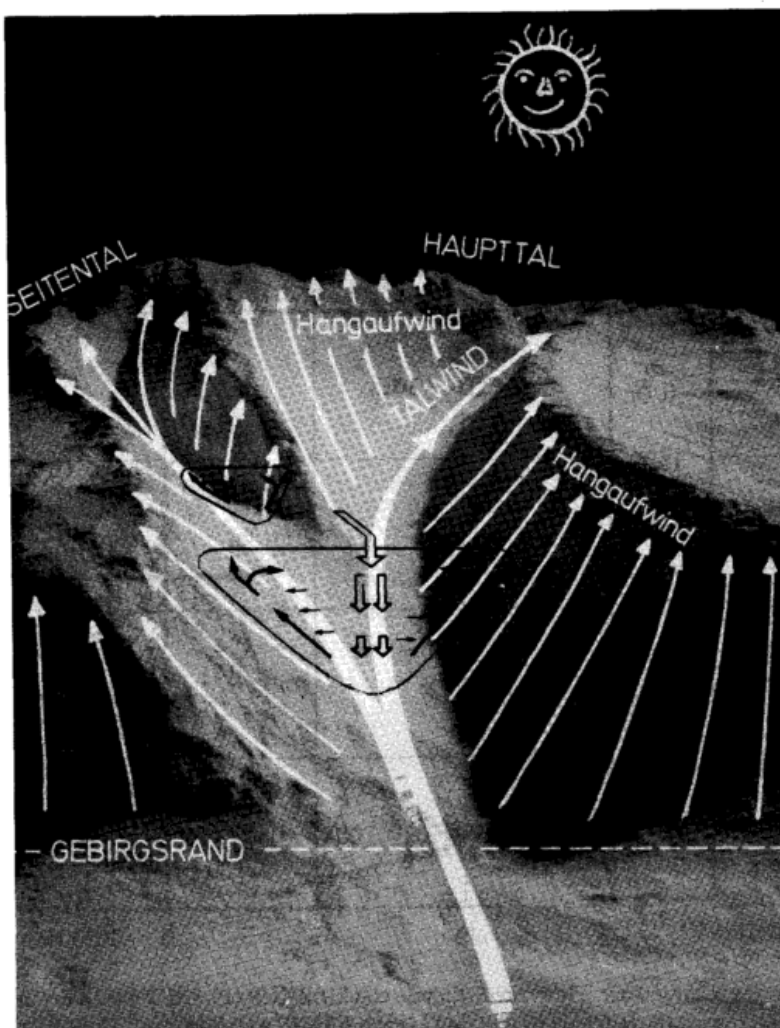 HAUPTTAL
SEITENTAL
Hangaufwind
TALWIND
Hangaufwind
GEBIRGSRAND